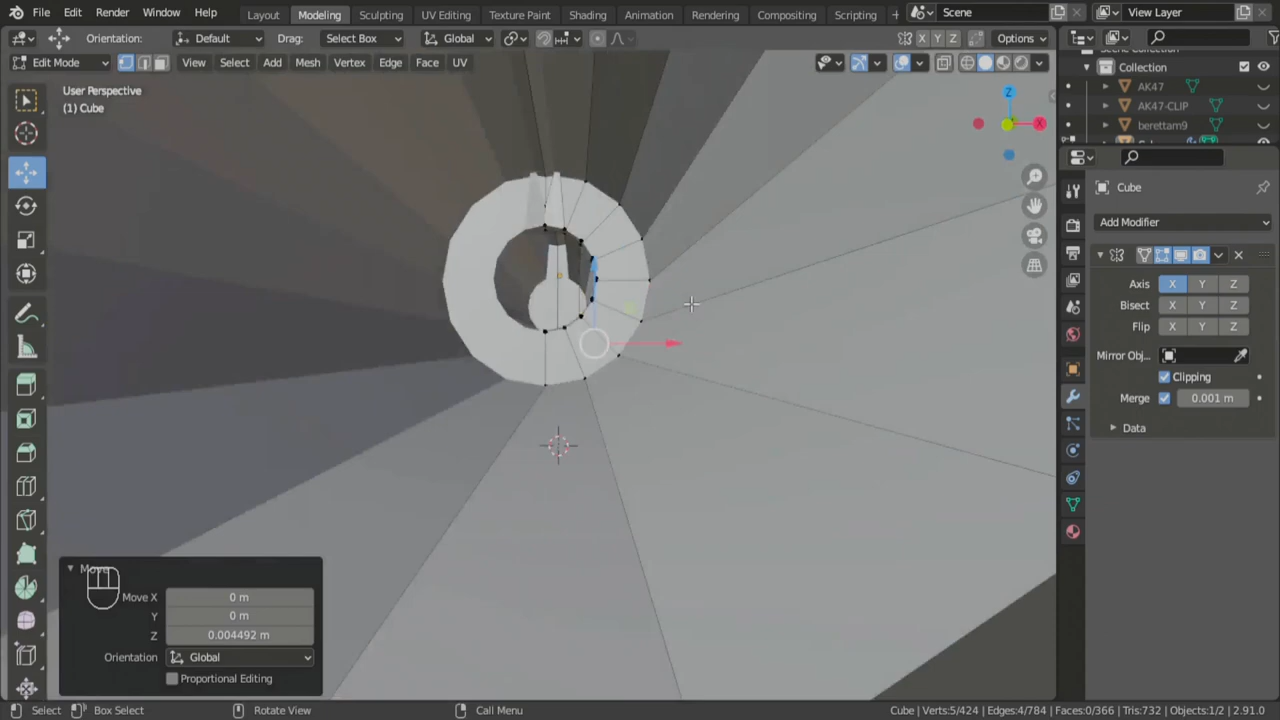 File Edit Render Window Help Layout Modeling Sculpting UV Editing Texture Paint Shading Animation Rendering Compositing Scripting + Scene View Layer
Orientation: Default Drag: Select Box Global X Y Z Options
Edit Mode View Select Add Mesh Vertex Edge Face UV
Collection
AK47
AK47-CLIP
berettam9
User Perspective
(1) Cube
Z
X
Cube
Add Modifier
Axis X Y Z
Bisect X Y Z
Flip X Y Z
Mirror Obj...
Clipping
Merge 0.001 m
Data
Move
Move X 0 m
Y 0 m
Z 0.004492 m
Orientation Global
Proportional Editing
Select Box Select Rotate View Call Menu Cube | Verts:5/424 | Edges:4/784 | Faces:0/366 | Tris:732 | Objects:1/2 | 2.91.0